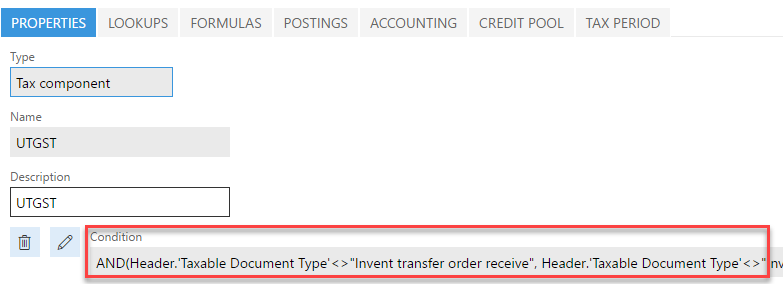 PROPERTIES LOOKUPS FORMULAS POSTINGS ACCOUNTING CREDIT POOL TAX PERIOD
Type
Tax component
Name
UTGST
Description
UTGST
Condition
AND(Header.'Taxable Document Type'<>"Invent transfer order receive", Header.'Taxable Document Type'<>"Inv